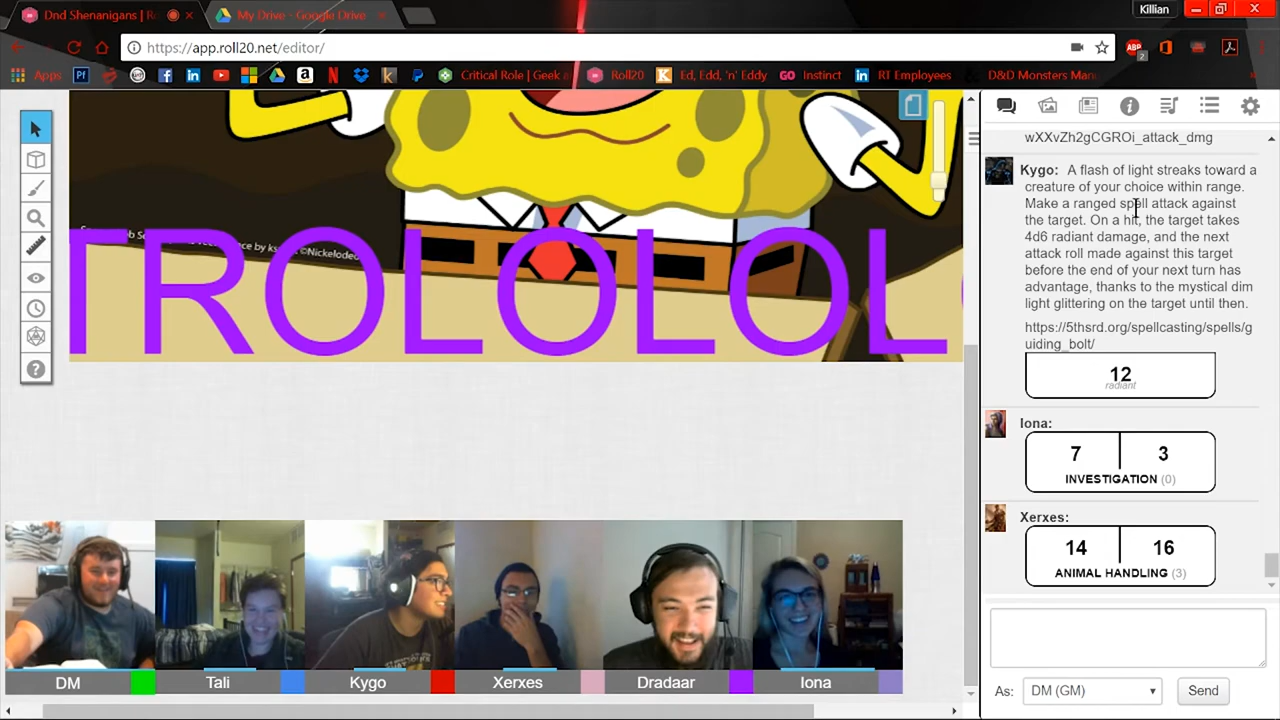 Dnd Shenanigans | R
My Drive - Google Drive
Killian
https://app.roll20.net/editor/
Apps
Critical Role | Geek a
Roll20
Ed, Edd, 'n' Eddy
GO Instinct
RT Employees
D&D Monsters Man
ABP
2
wXXvZh2gCGROi_attack_dmg
Kygo: A flash of light streaks toward a
creature of your choice within range.
Make a ranged spell attack against
the target. On a hit, the target takes
4d6 radiant damage, and the next
attack roll made against this target
before the end of your next turn has
advantage, thanks to the mystical dim
light glittering on the target until then.
https://5thsrd.org/spellcasting/spells/g
uiding_bolt/
12
radiant
Iona:
7 3
INVESTIGATION (0)
Xerxes:
14 16
ANIMAL HANDLING (3)
As: DM (GM) Send
©Nickelodeo
TROLOLOLOL
DM
Tali
Kygo
Xerxes
Dradaar
Iona